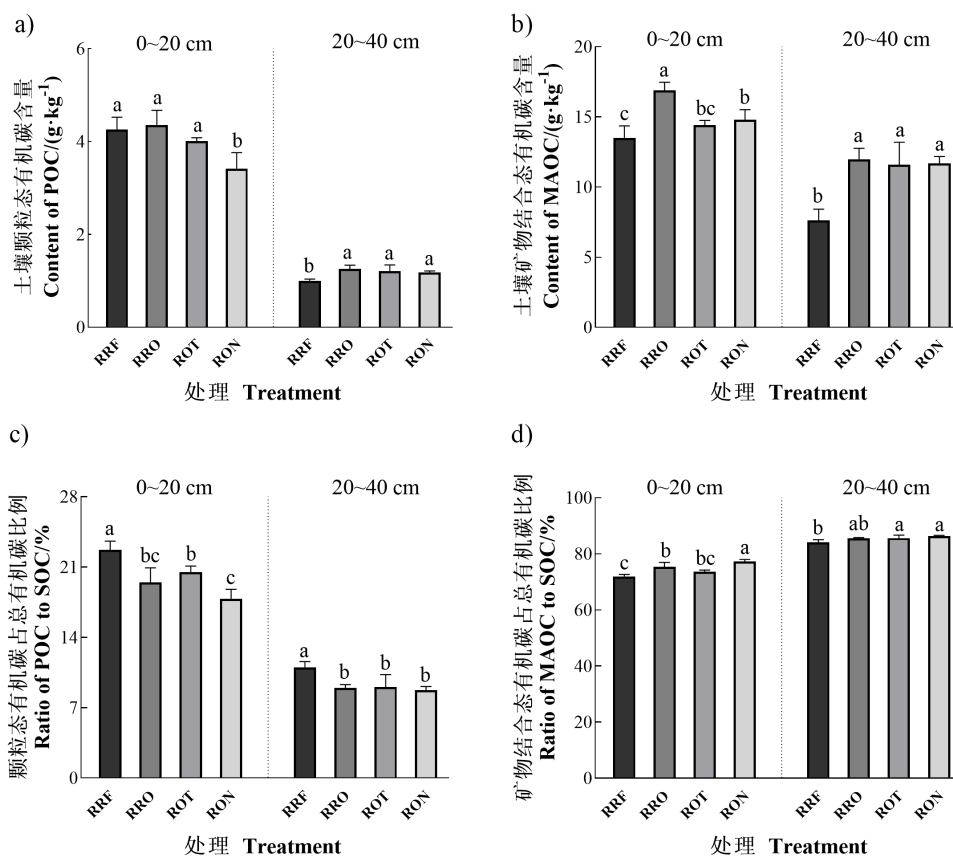 a)
0~20 cm
20~40 cm
土壤颗粒态有机碳含量
Content of POC/(g·kg⁻¹)
6
4
2
0
a
a
a
b
b
a
a
a
RRF
RRO
ROT
RON
RRF
RRO
ROT
RON
处理 Treatment
b)
0~20 cm
20~40 cm
土壤矿物结合态有机碳含量
Content of MAOC/(g·kg⁻¹)
20
15
10
5
0
c
a
bc
b
b
a
a
a
RRF
RRO
ROT
RON
RRF
RRO
ROT
RON
处理 Treatment
c)
0~20 cm
20~40 cm
颗粒态有机碳占总有机碳比例
Ratio of POC to SOC/%
28
21
14
7
0
a
bc
b
c
a
b
b
b
RRF
RRO
ROT
RON
RRF
RRO
ROT
RON
处理 Treatment
d)
0~20 cm
20~40 cm
矿物结合态有机碳占总有机碳比例
Ratio of MAOC to SOC/%
100
80
60
40
20
0
c
b
bc
a
b
ab
a
a
RRF
RRO
ROT
RON
RRF
RRO
ROT
RON
处理 Treatment